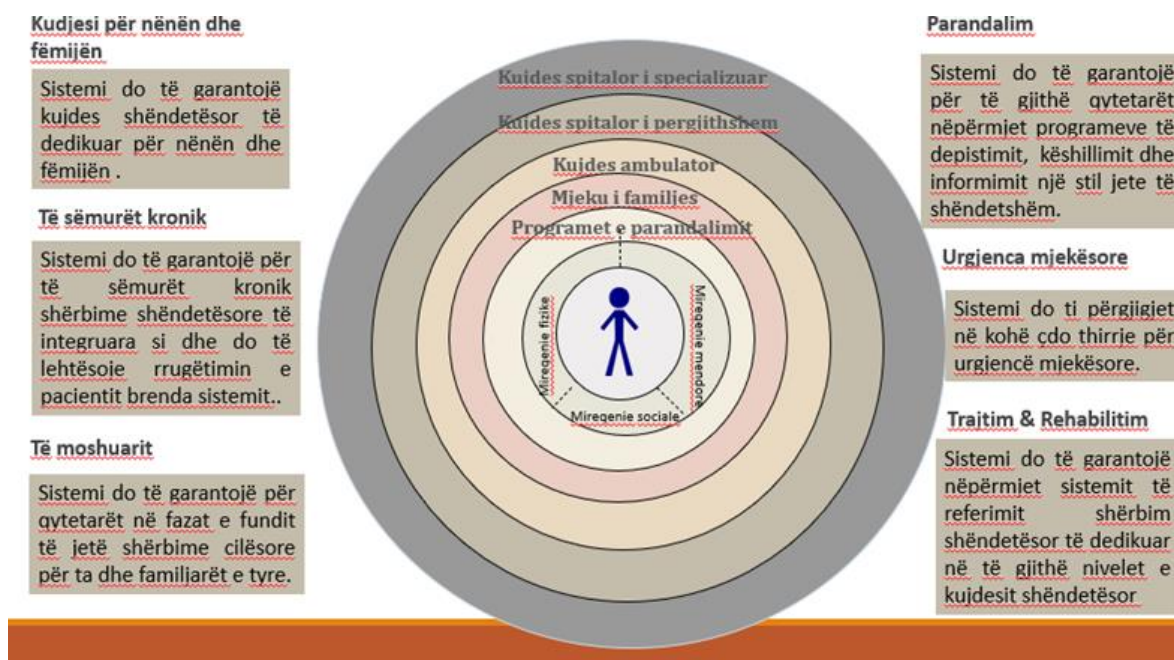 Kudjesi për nënën dhe
fëmijën
Sistemi do të garantojë
kujdes shëndetësor të
dedikuar për nënën dhe
fëmijën .
Të sëmurët kronik
Sistemi do të garantojë për
të sëmurët kronik
shërbime shëndetësore të
integruara si dhe do të
lehtësoje rrugëtimin e
pacientit brenda sistemit..
Të moshuarit
Sistemi do të garantojë për
qytetarët në fazat e fundit
të jetë shërbime cilësore
për ta dhe familjarët e tyre.
Kuides spitalor i specializuar
Kuides spitalor i pergjithshem
Kuides ambulator
Mjeku i familjes
Programet e parandalimit
Mireqenie fizike
Mireqenie mendore
Mireqenie sociale
Parandalim
Sistemi do të garantojë
për të gjithë qytetarët
nëpërmjet programeve të
depistimit, këshillimit dhe
informimit një stil jete të
shëndetshëm.
Urgjenca mjekësore
Sistemi do ti përgjigjet
në kohë çdo thirrje për
urgjencë mjekësore.
Trajtim & Rehabilitim
Sistemi do të garantojë
nëpërmjet sistemit të
referimit shërbim
shëndetësor të dedikuar
në të gjithë nivelet e
kujdesit shëndetësor